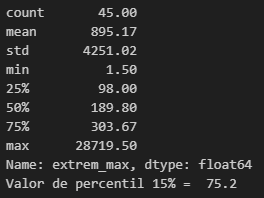 count 45.00
mean 895.17
std 4251.02
min 1.50
25% 98.00
50% 189.80
75% 303.67
max 28719.50
Name: extrem_max, dtype: float64
Valor de percentil 15% = 75.2